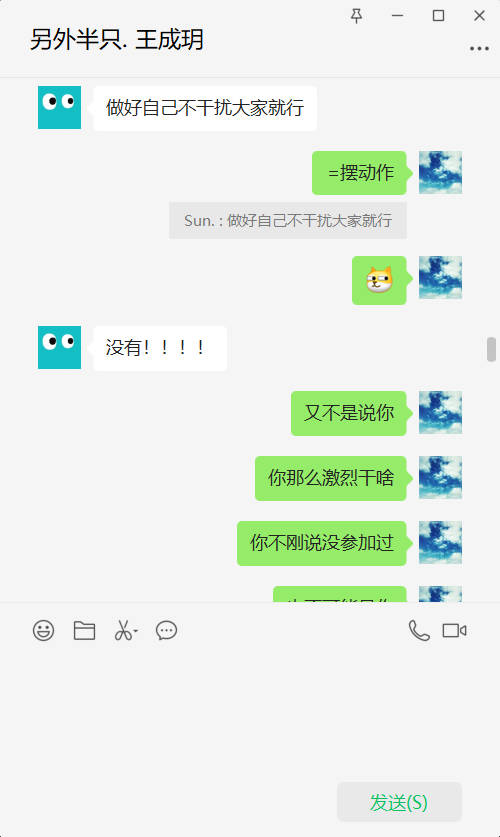 另外半只. 王成玥
做好自己不干扰大家就行
=摆动作
Sun. : 做好自己不干扰大家就行
没有！！！！
又不是说你
你那么激烈干啥
你不刚说没参加过
发送(S)